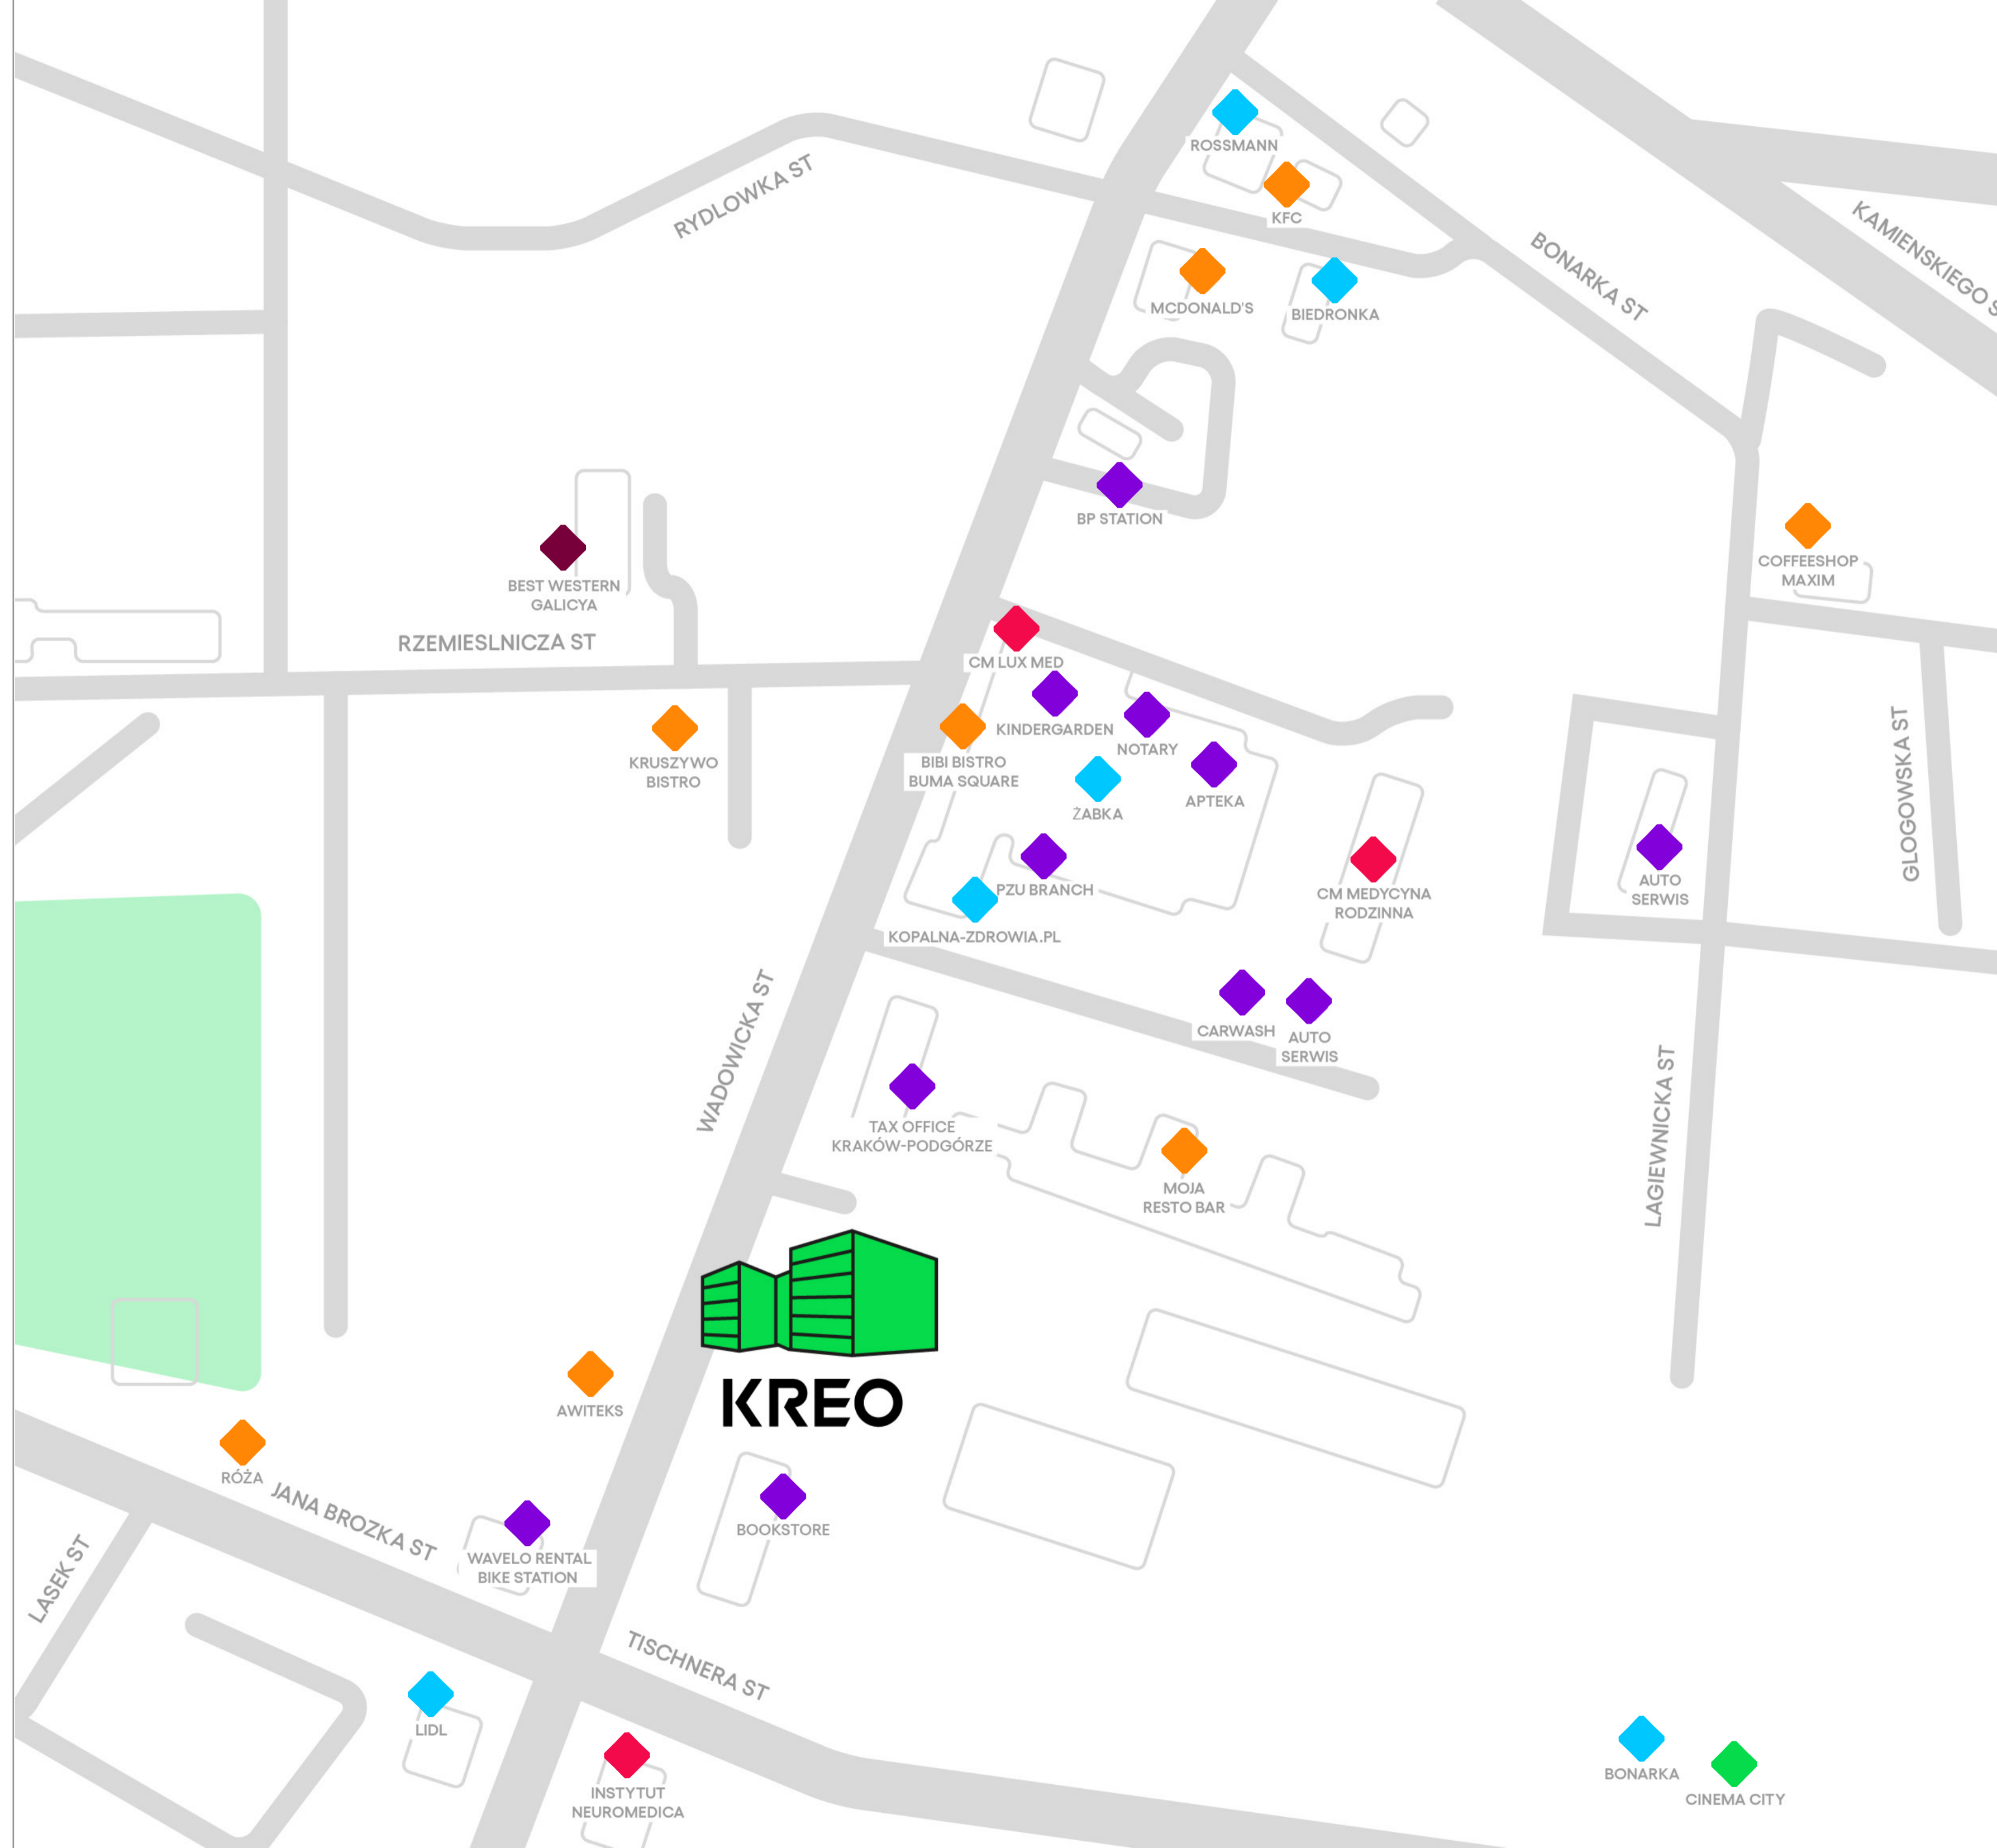 ROSSMANN
RYDLOWKA ST
KFC
KAMIENSKIEGO S
BONARKA ST
MCDONALD'S
BIEDRONKA
BP STATION
COFFEESHOP
MAXIM
BEST WESTERN
GALICYA
RZEMIESLNICZA ST
CM LUX MED
KINDERGARDEN
NOTARY
KRUSZYWO
BISTRO
BIBI BISTRO
BUMA SQUARE
ŻABKA
APTEKA
GLOGOWSKA ST
PZU BRANCH
CM MEDYCYNA
RODZINNA
AUTO
SERWIS
KOPALNA-ZDROWIA.PL
WADOWICKA ST
CARWASH
AUTO
SERWIS
TAX OFFICE
KRAKÓW-PODGÓRZE
LAGIEWNICKA ST
MOJA
RESTO BAR
KREO
AWITEKS
RÓŻA
JANA BROZKA ST
BOOKSTORE
WAVELO RENTAL
BIKE STATION
LASEK ST
TISCHNERA ST
LIDL
INSTYTUT
NEUROMEDICA
BONARKA
CINEMA CITY